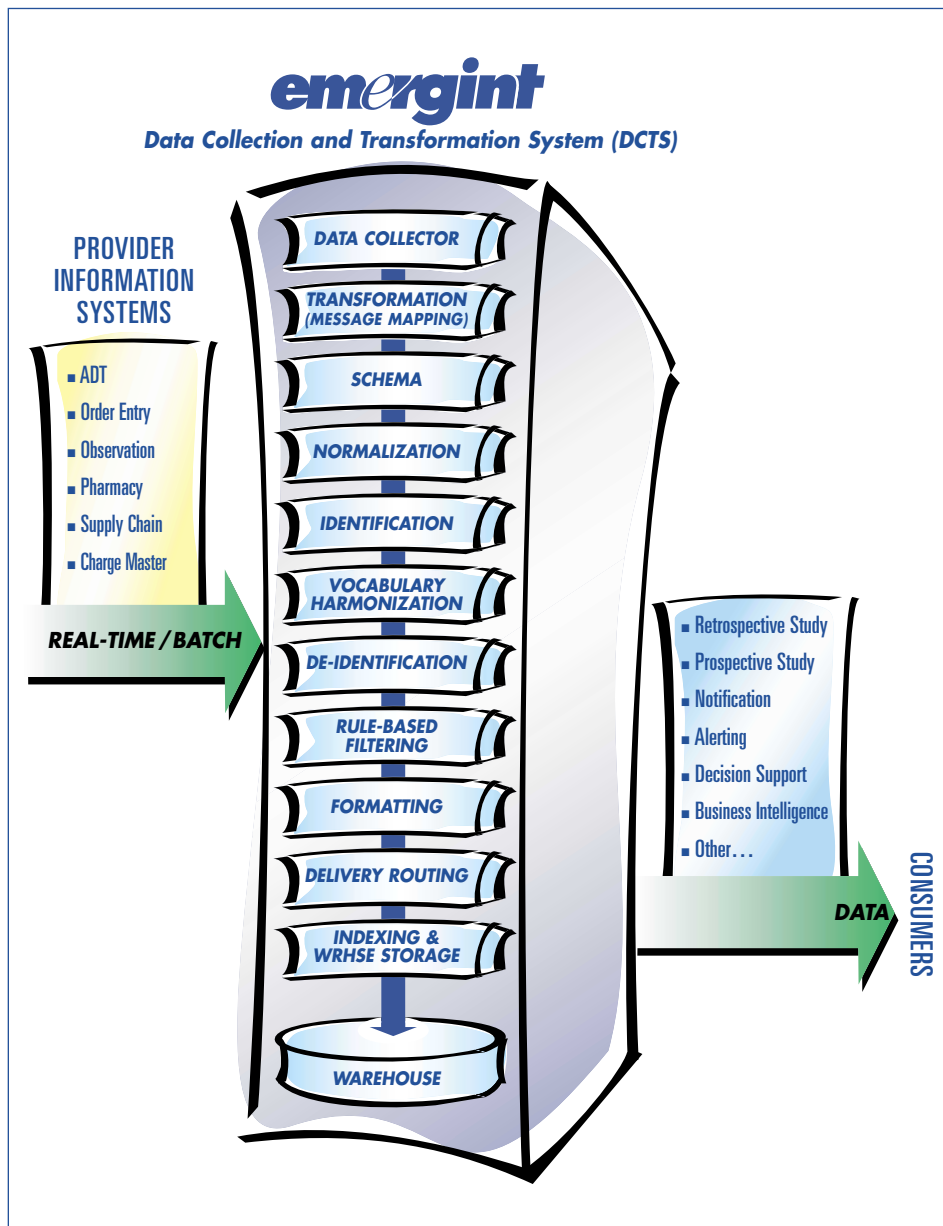 emergint
Data Collection and Transformation System (DCTS)
PROVIDER
INFORMATION
SYSTEMS
▪ ADT
▪ Order Entry
▪ Observation
▪ Pharmacy
▪ Supply Chain
▪ Charge Master
REAL-TIME / BATCH
DATA COLLECTOR
TRANSFORMATION
(MESSAGE MAPPING)
SCHEMA
NORMALIZATION
IDENTIFICATION
VOCABULARY
HARMONIZATION
DE-IDENTIFICATION
RULE-BASED
FILTERING
FORMATTING
DELIVERY ROUTING
INDEXING &
WRHSE STORAGE
WAREHOUSE
▪ Retrospective Study
▪ Prospective Study
▪ Notification
▪ Alerting
▪ Decision Support
▪ Business Intelligence
▪ Other...
DATA
CONSUMERS